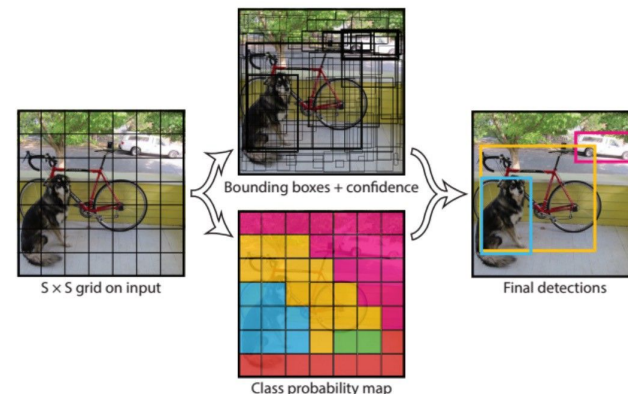 Bounding boxes + confidence
S × S grid on input
Final detections
Class probability map